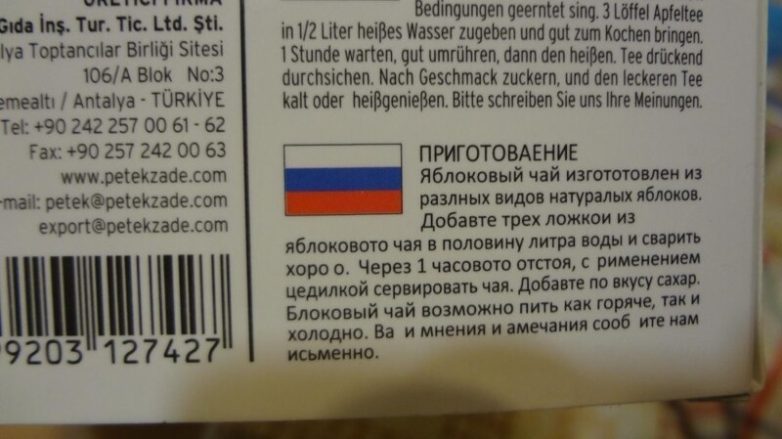 ÜRETİCİ FİRMA
Gıda İnş. Tur. Tic. Ltd. Şti.
Toptancılar Birliği Sitesi
106/A Blok No:3
/ Antalya - TÜRKİYE
Tel: +90 242 257 00 61 - 62
Fax: +90 257 242 00 63
www.petekzade.com
mail: petek@petekzade.com
export@petekzade.com
9203 127427
Bedingungen geerntet sing. 3 Löffel Apfeltee
in 1/2 Liter heißes Wasser zugeben und gut zum Kochen bringen.
1 Stunde warten, gut umrühren, dann den heißen. Tee drückend
durchsichen. Nach Geschmack zuckern, und den leckeren Tee
kalt oder heißgenießen. Bitte schreiben Sie uns Ihre Meinungen.
ПРИГОТОВАЕНИЕ
Яблоковый чай изгототовлен из
разлных видов натуралых яблоков.
Добавте трех ложкои из
яблоковото чая в половину литра воды и сварить
хоро о. Через 1 часовото отстоя, с рименением
цедилкой сервировать чая. Добавте по вкусу сахар.
Блоковый чай возможно пить как горяче, так и
холодно. Ва и мнения и амечания сооб ите нам
исьменно.